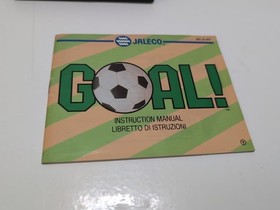 JALECO
GOAL!
INSTRUCTION MANUAL
LIBRETTO DI ISTRUZIONI